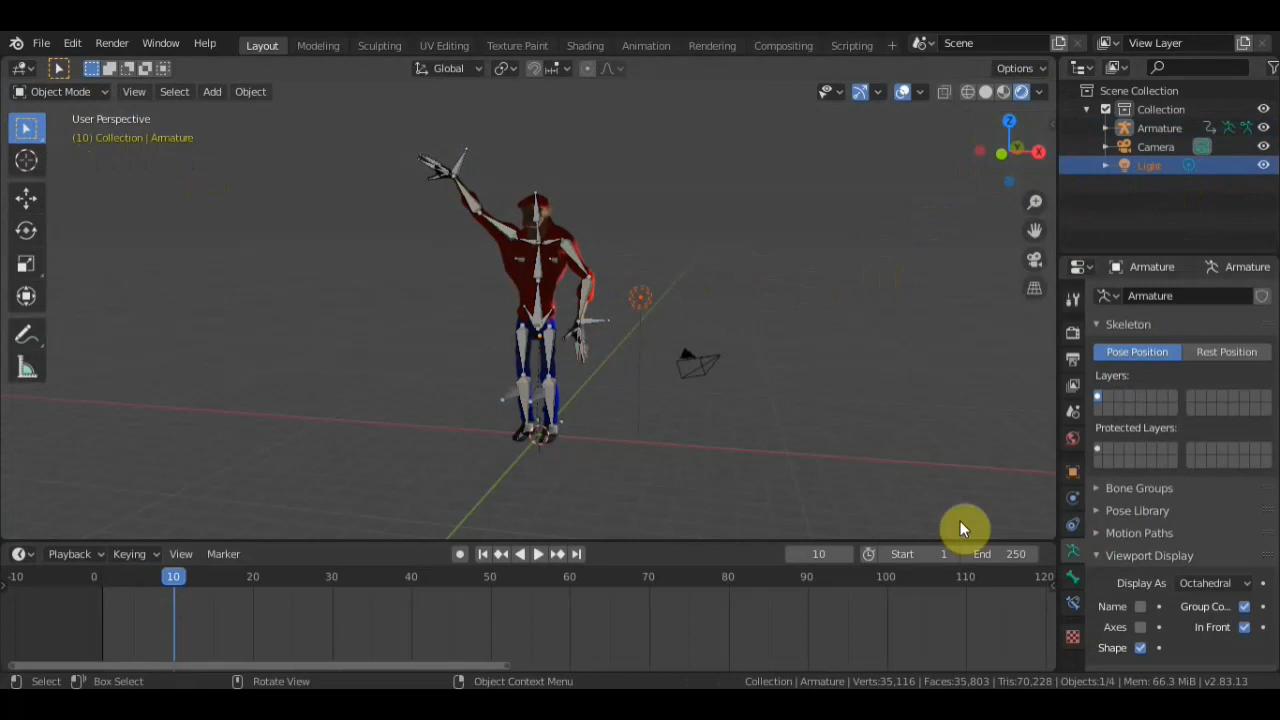 File Edit Render Window Help Layout Modeling Sculpting UV Editing Texture Paint Shading Animation Rendering Compositing Scripting + Scene View Layer
Global Options
Object Mode View Select Add Object
Scene Collection
Collection
Armature
Camera
Light
User Perspective
(10) Collection | Armature
Z
Y
X
Armature Armature
Armature
Skeleton
Pose Position Rest Position
Layers:
Protected Layers:
Bone Groups
Pose Library
Motion Paths
Viewport Display
Display As Octahedral
Name Group Co...
Axes In Front
Shape
Playback Keying View Marker 10 Start 1 End 250
-10 0 10 20 30 40 50 60 70 80 90 100 110 120
Select Box Select Rotate View Object Context Menu Collection | Armature | Verts:35,116 | Faces:35,803 | Tris:70,228 | Objects:1/4 | Mem: 66.3 MiB | v2.83.13